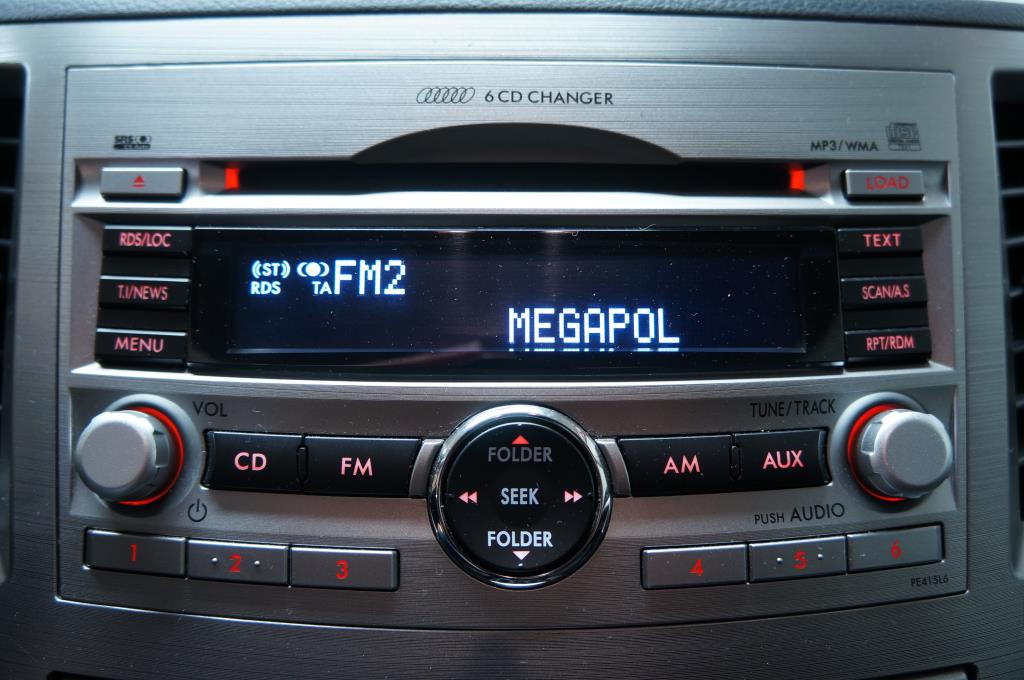 6 CD CHANGER
SRS
MP3/WMA
LOAD
RDS/LOC
TEXT
(ST) FM2
RDS TA
T.I/NEWS
SCAN/A.S
MEGAPOL
MENU
RPT/RDM
VOL
TUNE/TRACK
CD
FM
FOLDER
SEEK
FOLDER
AM
AUX
PUSH AUDIO
1
2
3
4
5
6
PE415L6